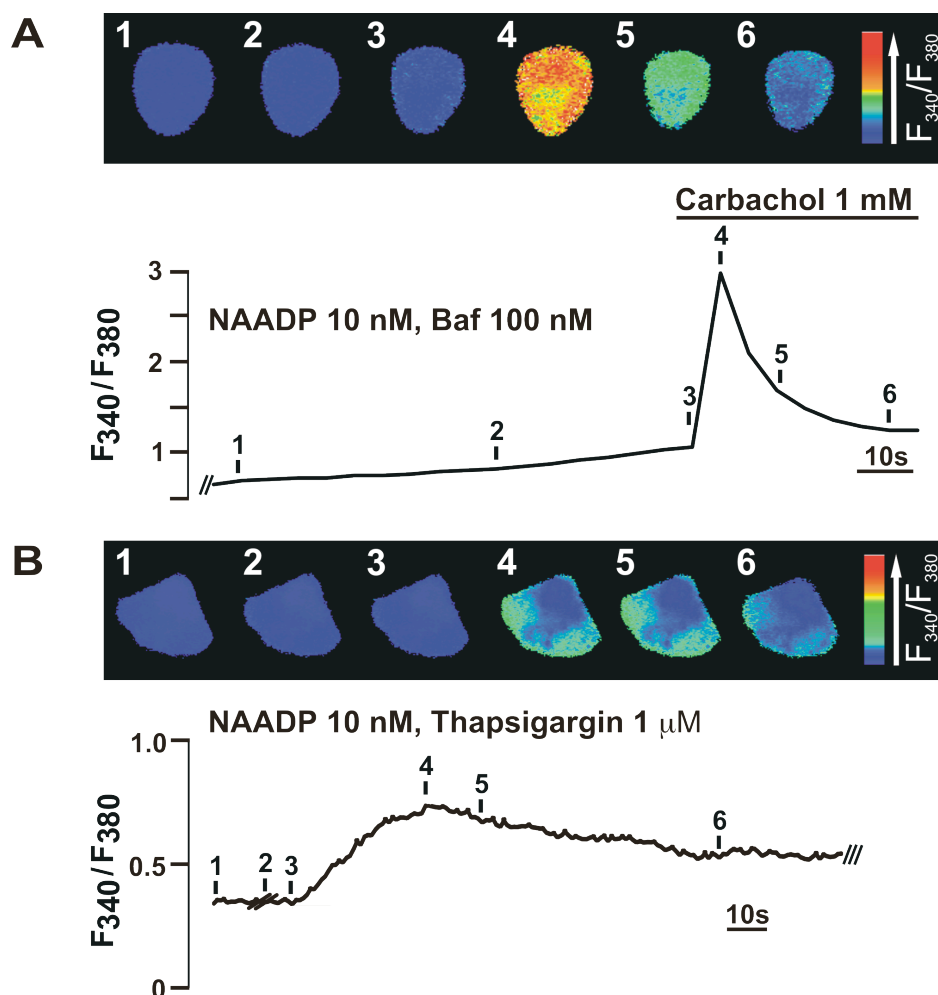 A
1 2 3 4 5 6
F340/F380
Carbachol 1 mM
4
3
NAADP 10 nM, Baf 100 nM
F340/F380
2
5
3
6
2
1
1
10s
B
1 2 3 4 5 6
F340/F380
NAADP 10 nM, Thapsigargin 1 μM
1.0
4
5
F340/F380
6
0.5
1 2 3
10s
0